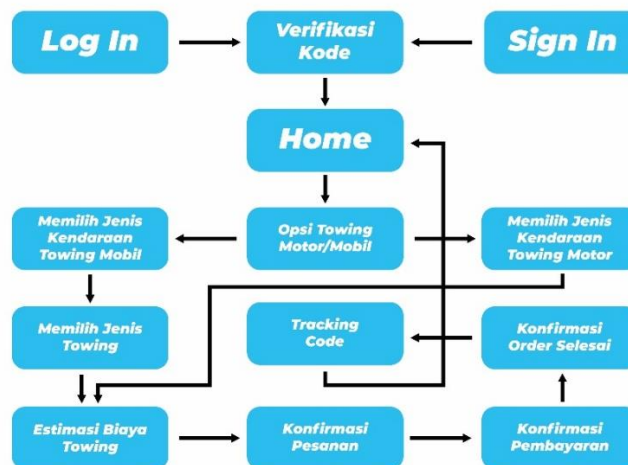 Log In
Verifikasi
Kode
Sign In
Home
Memilih Jenis
Kendaraan
Towing Mobil
Opsi Towing
Motor/Mobil
Memilih Jenis
Kendaraan
Towing Motor
Memilih Jenis
Towing
Tracking
Code
Konfirmasi
Order Selesai
Estimasi Biaya
Towing
Konfirmasi
Pesanan
Konfirmasi
Pembayaran